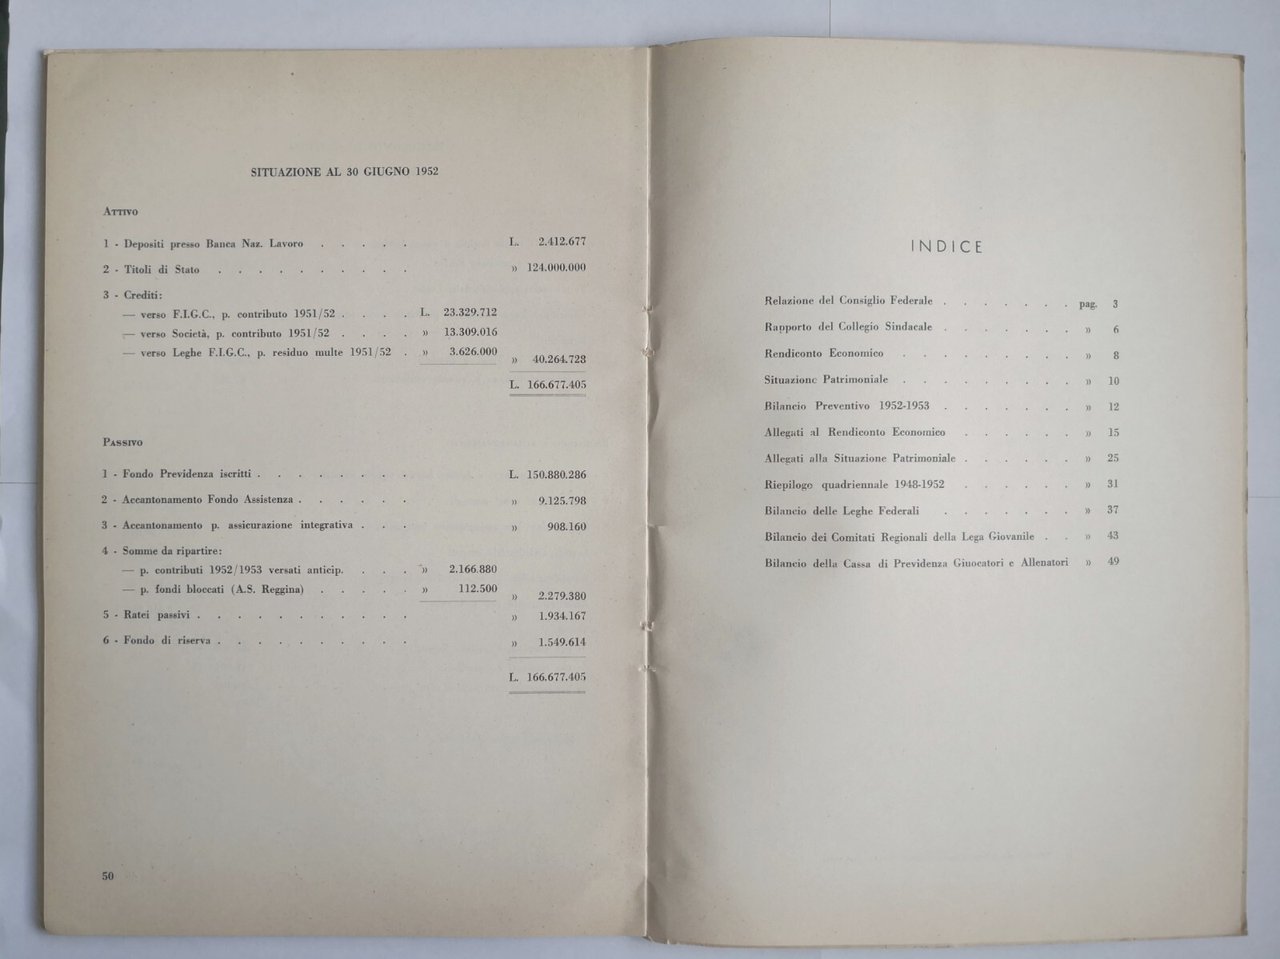 SITUAZIONE AL 30 GIUGNO 1952
ATTIVO
1 - Depositi presso Banca Naz. Lavoro . . . . . L. 2.412.677
2 - Titoli di Stato . . . . . . . . . . » 124.000.000
3 - Crediti:
— verso F.I.G.C., p. contributo 1951/52 . . . . L. 23.329.712
— verso Società, p. contributo 1951/52 . . . . » 13.309.016
— verso Leghe F.I.G.C., p. residuo multe 1951/52 . » 3.626.000
» 40.264.728
L. 166.677.405
PASSIVO
1 - Fondo Previdenza iscritti . . . . . . . . L. 150.880.286
2 - Accantonamento Fondo Assistenza . . . . . . » 9.125.798
3 - Accantonamento p. assicurazione integrativa . . . » 908.160
4 - Somme da ripartire:
— p. contributi 1952/1953 versati anticip. . . . » 2.166.880
— p. fondi bloccati (A.S. Reggina) . . . . . » 112.500
» 2.279.380
5 - Ratei passivi . . . . . . . . . . . » 1.934.167
6 - Fondo di riserva . . . . . . . . . . » 1.549.614
L. 166.677.405
50
INDICE
Relazione del Consiglio Federale . . . . . . . pag. 3
Rapporto del Collegio Sindacale . . . . . . . » 6
Rendiconto Economico . . . . . . . . . » 8
Situazione Patrimoniale . . . . . . . . . » 10
Bilancio Preventivo 1952-1953 . . . . . . . » 12
Allegati al Rendiconto Economico . . . . . . » 15
Allegati alla Situazione Patrimoniale . . . . . . » 25
Riepilogo quadriennale 1948-1952 . . . . . . » 31
Bilancio delle Leghe Federali . . . . . . . » 37
Bilancio dei Comitati Regionali della Lega Giovanile . . » 43
Bilancio della Cassa di Previdenza Giuocatori e Allenatori » 49